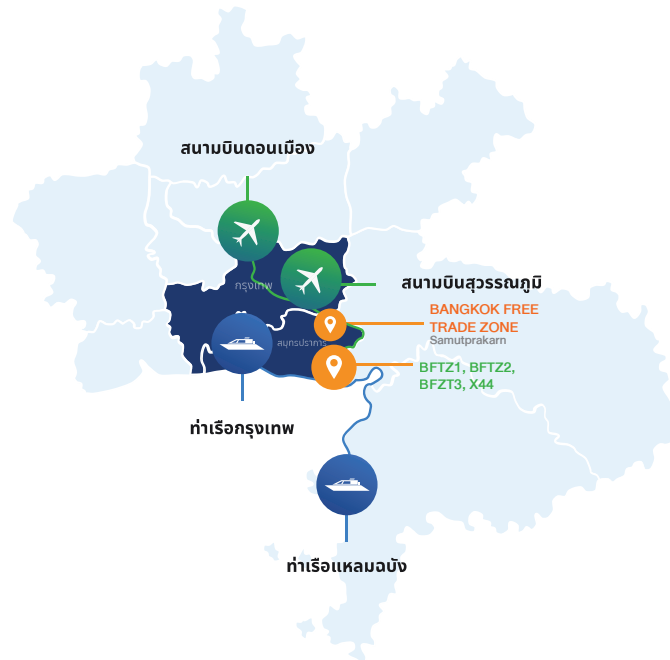 สนามบินดอนเมือง
สนามบินสุวรรณภูมิ
กรุงเทพ
BANGKOK FREE
TRADE ZONE
Samutprakarn
สมุทรปราการ
BFTZ1, BFTZ2,
BFZT3, X44
ท่าเรือกรุงเทพ
ท่าเรือแหลมฉบัง